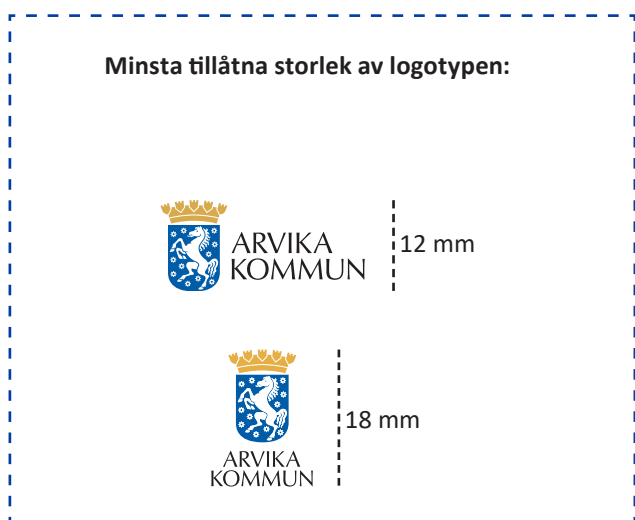 Minsta tillåtna storlek av logotypen:
ARVIKA
KOMMUN
12 mm
ARVIKA
KOMMUN
18 mm